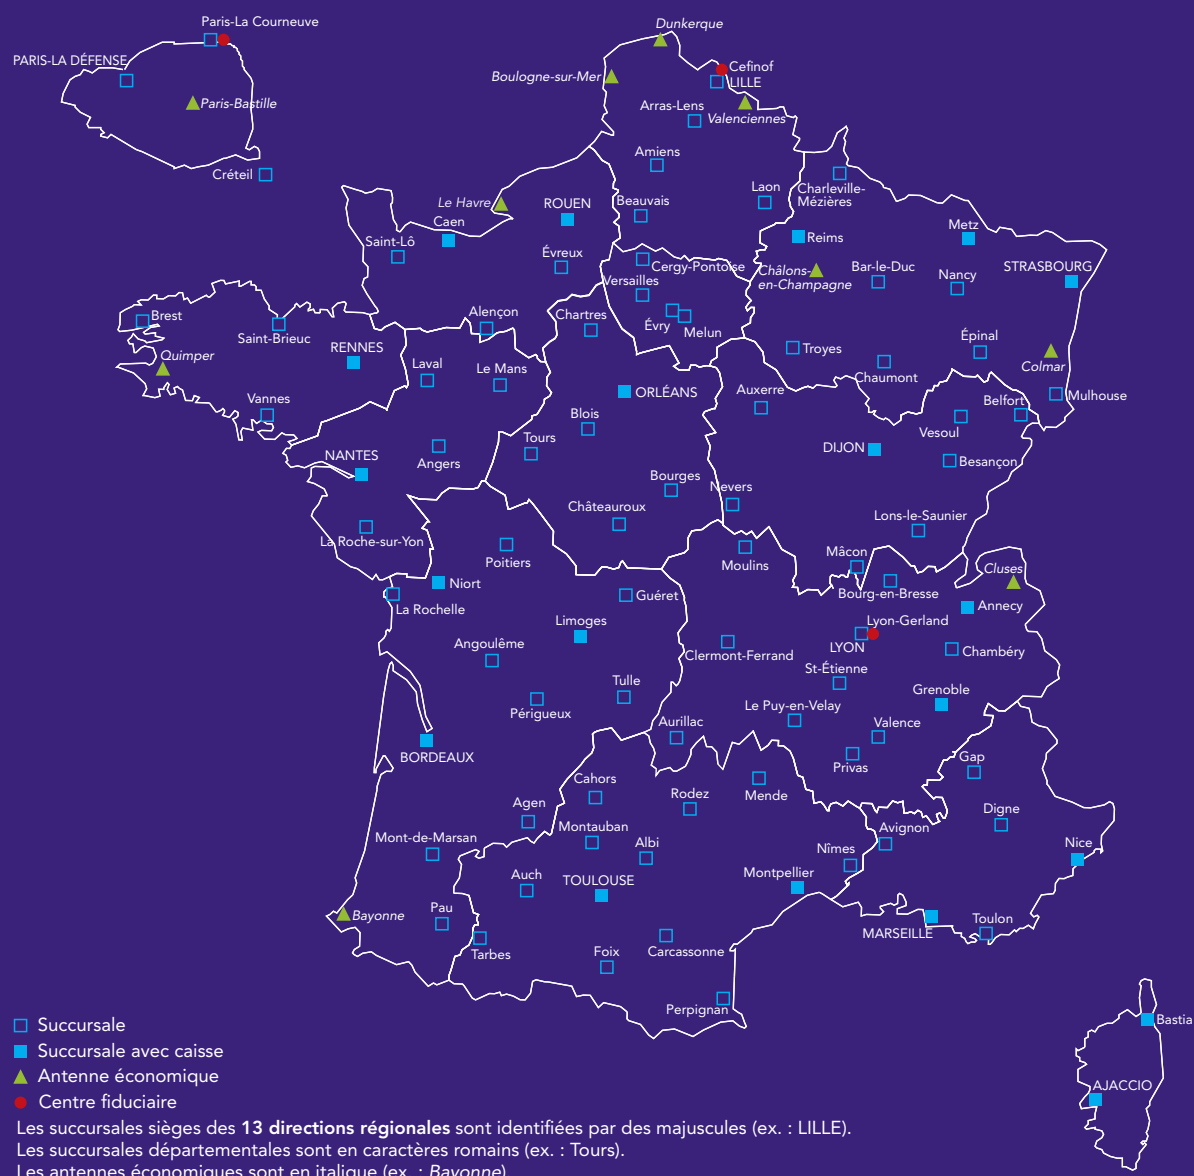 Paris-La Courneuve
PARIS-LA DÉFENSE
Paris-Bastille
Créteil
Dunkerque
Boulogne-sur-Mer
Cefinof
LILLE
Arras-Lens
Valenciennes
Amiens
Laon
Charleville-
Mézières
Le Havre
ROUEN
Beauvais
Caen
Saint-Lô
Évreux
Reims
Metz
Cergy-Pontoise
Versailles
Châlons-
en-Champagne
Bar-le-Duc
Nancy
STRASBOURG
Brest
Saint-Brieuc
Alençon
Chartres
Évry
Melun
Quimper
RENNES
Laval
Le Mans
Troyes
Chaumont
Épinal
Colmar
Vannes
ORLÉANS
Auxerre
Belfort
Mulhouse
Blois
Vesoul
NANTES
Angers
Tours
DIJON
Besançon
Bourges
Nevers
Châteauroux
Lons-le-Saunier
La Roche-sur-Yon
Poitiers
Moulins
Mâcon
Cluses
Niort
Bourg-en-Bresse
La Rochelle
Guéret
Annecy
Limoges
Lyon-Gerland
LYON
Angoulême
Clermont-Ferrand
Chambéry
St-Étienne
Tulle
Grenoble
Périgueux
Le Puy-en-Velay
Aurillac
Valence
BORDEAUX
Privas
Gap
Cahors
Rodez
Mende
Agen
Digne
Montauban
Avignon
Mont-de-Marsan
Albi
Nîmes
Nice
Auch
TOULOUSE
Montpellier
Bayonne
Pau
MARSEILLE
Toulon
Tarbes
Foix
Carcassonne
Perpignan
Bastia
AJACCIO
Succursale
Succursale avec caisse
Antenne économique
Centre fiduciaire
Les succursales sièges des 13 directions régionales sont identifiées par des majuscules (ex. : LILLE).
Les succursales départementales sont en caractères romains (ex. : Tours).
Les antennes économiques sont en italique (ex. : Bayonne)